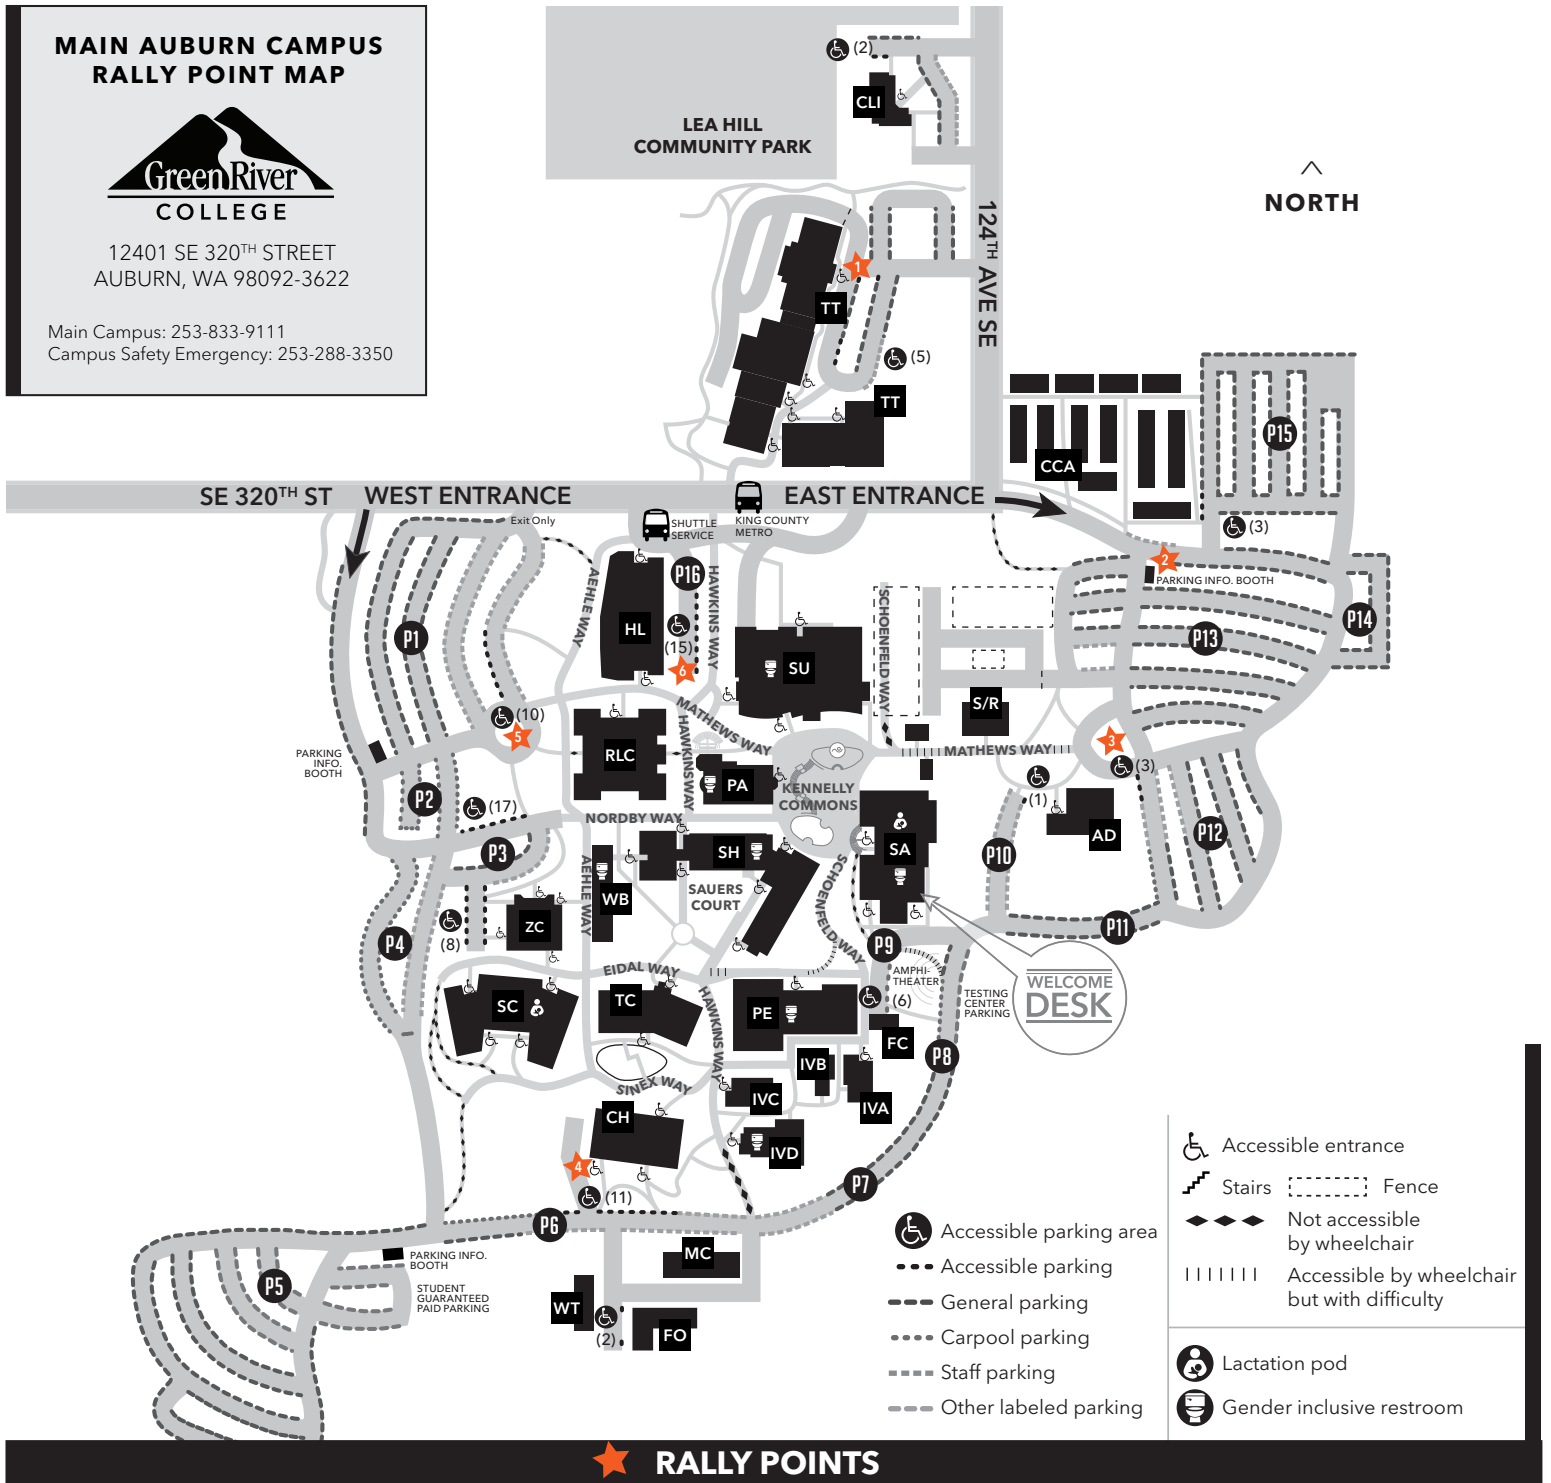 MAIN AUBURN CAMPUS
RALLY POINT MAP
GreenRiver
COLLEGE
12401 SE 320TH STREET
AUBURN, WA 98092-3622
Main Campus: 253-833-9111
Campus Safety Emergency: 253-288-3350
(2)
CLI
LEA HILL
COMMUNITY PARK
NORTH
124TH AVE SE
1
TT
(5)
TT
P15
CCA
SE 320TH ST
WEST ENTRANCE
EAST ENTRANCE
Exit Only
SHUTTLE
SERVICE
KING COUNTY
METRO
(3)
2
PARKING INFO. BOOTH
P16
AEHLE WAY
HAWKINS WAY
HL
(15)
6
P1
SU
SCHOENFELD WAY
P13
P14
S/R
(10)
5
MATHEWS WAY
HAWKINS WAY
MATHEWS WAY
3
(3)
PARKING
INFO.
BOOTH
RLC
PA
KENNELLY
COMMONS
(1)
P2
(17)
NORDBY WAY
AD
P12
P3
SH
SA
P10
AEHLE WAY
WB
SAUERS
COURT
SCHOENFELD WAY
ZC
(8)
P4
P9
P11
EIDAL WAY
AMPHI-
THEATER
WELCOME
DESK
SC
TC
HAWKINS WAY
PE
(6)
TESTING
CENTER
PARKING
FC
P8
IVB
SINEX WAY
IVC
IVA
CH
IVD
4
(11)
P7
P6
MC
PARKING INFO.
BOOTH
P5
STUDENT
GUARANTEED
PAID PARKING
WT
(2)
FO
Accessible parking area
Accessible parking
General parking
Carpool parking
Staff parking
Other labeled parking
Accessible entrance
Stairs
Fence
Not accessible
by wheelchair
Accessible by wheelchair
but with difficulty
Lactation pod
Gender inclusive restroom
RALLY POINTS